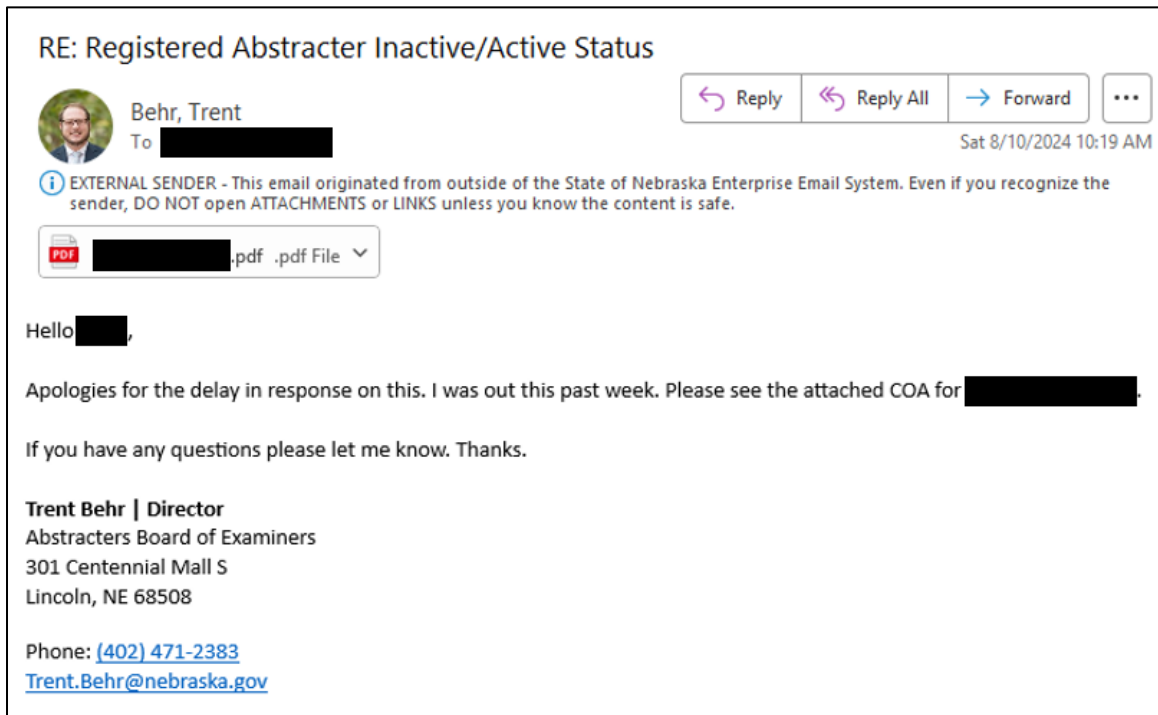 RE: Registered Abstracter Inactive/Active Status
Behr, Trent
To
Reply
Reply All
Forward
Sat 8/10/2024 10:19 AM
EXTERNAL SENDER - This email originated from outside of the State of Nebraska Enterprise Email System. Even if you recognize the
sender, DO NOT open ATTACHMENTS or LINKS unless you know the content is safe.
PDF .pdf .pdf File
Hello ,
Apologies for the delay in response on this. I was out this past week. Please see the attached COA for .
If you have any questions please let me know. Thanks.
Trent Behr | Director
Abstracters Board of Examiners
301 Centennial Mall S
Lincoln, NE 68508
Phone: (402) 471-2383
Trent.Behr@nebraska.gov